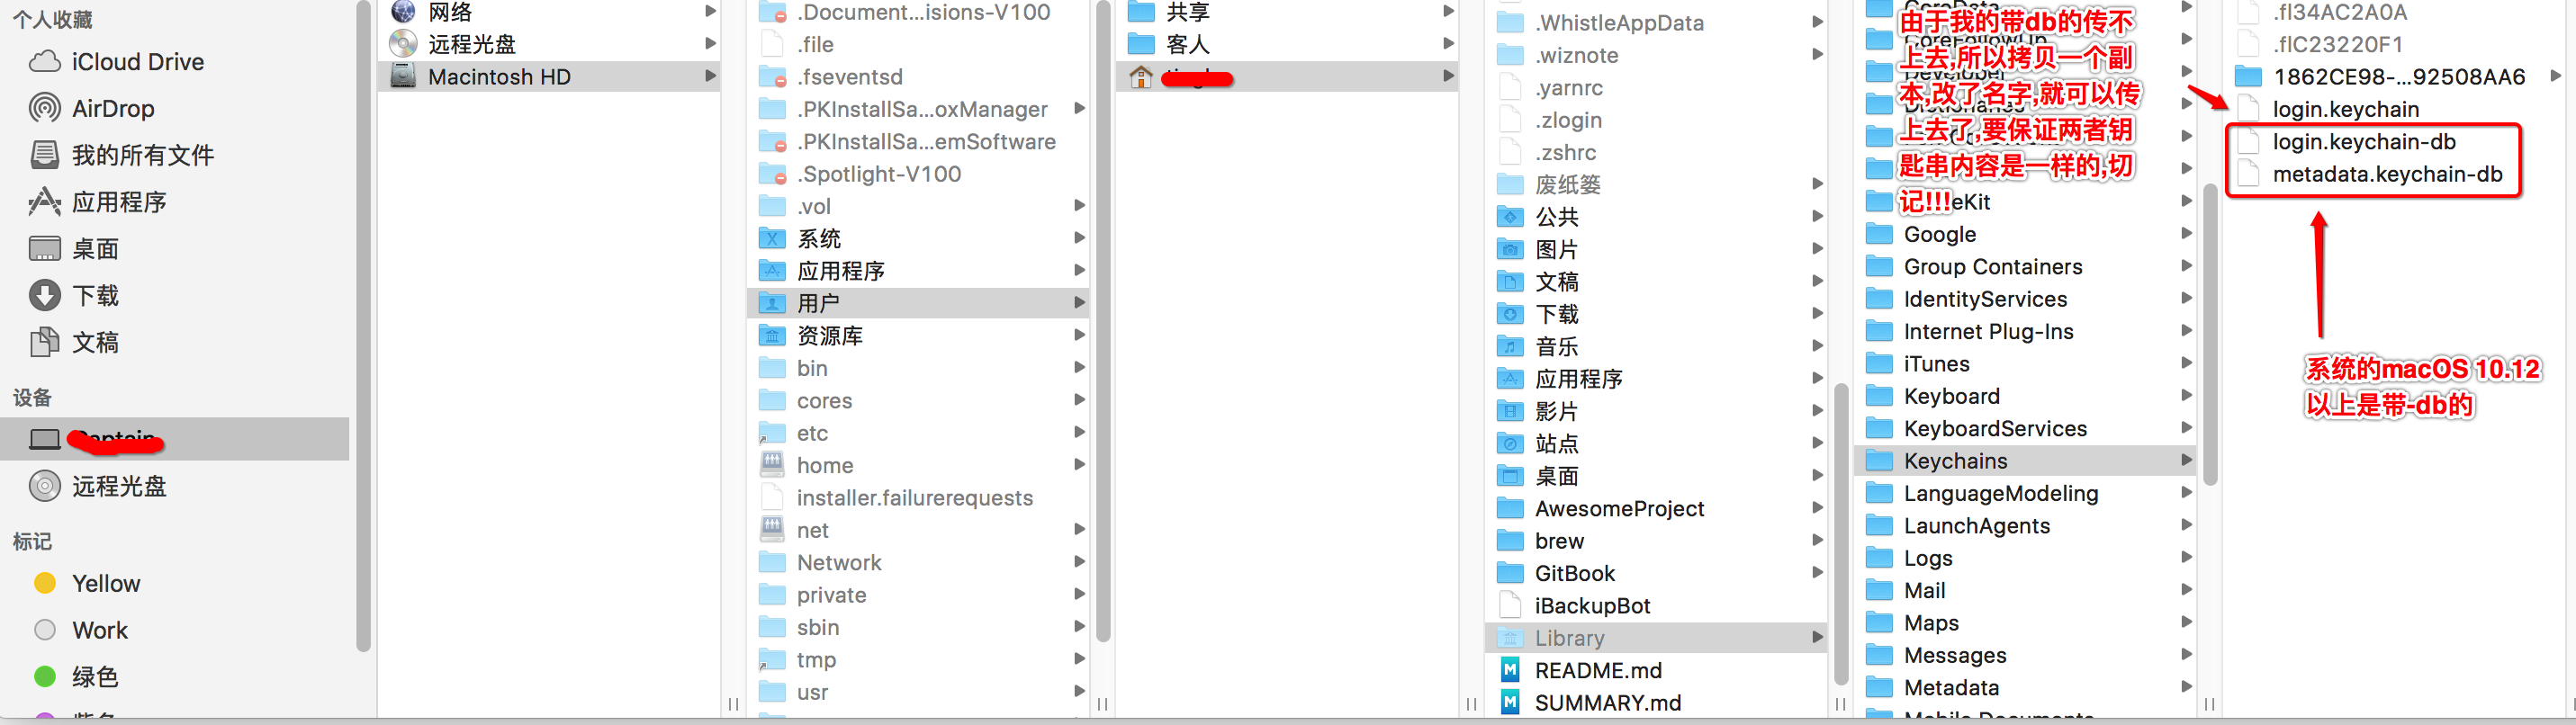 个人收藏
iCloud Drive
AirDrop
我的所有文件
应用程序
桌面
下载
文稿
设备
远程光盘
标记
Yellow
Work
绿色
网络
远程光盘
Macintosh HD
.Document...isions-V100
.file
.fseventsd
.PKInstallSa...oxManager
.PKInstallSa...emSoftware
.Spotlight-V100
.vol
系统
应用程序
用户
资源库
bin
cores
etc
home
installer.failurerequests
net
Network
private
sbin
tmp
usr
共享
客人
.WhistleAppData
.wiznote
.yarnrc
.zlogin
.zshrc
废纸篓
公共
图片
文稿
下载
音乐
应用程序
影片
站点
桌面
AwesomeProject
brew
GitBook
iBackupBot
Library
README.md
SUMMARY.md
由于我的带db的传不
上去,所以拷贝一个副
本,改了名字,就可以传
上去了,要保证两者钥
匙串内容是一样的,切
记!!!
Google
Group Containers
IdentityServices
Internet Plug-Ins
iTunes
Keyboard
KeyboardServices
Keychains
LanguageModeling
LaunchAgents
Logs
Mail
Maps
Messages
Metadata
Mobile Documents
.fl34AC2A0A
.flC23220F1
1862CE98-...92508AA6
login.keychain
login.keychain-db
metadata.keychain-db
系统的macOS 10.12
以上是带-db的